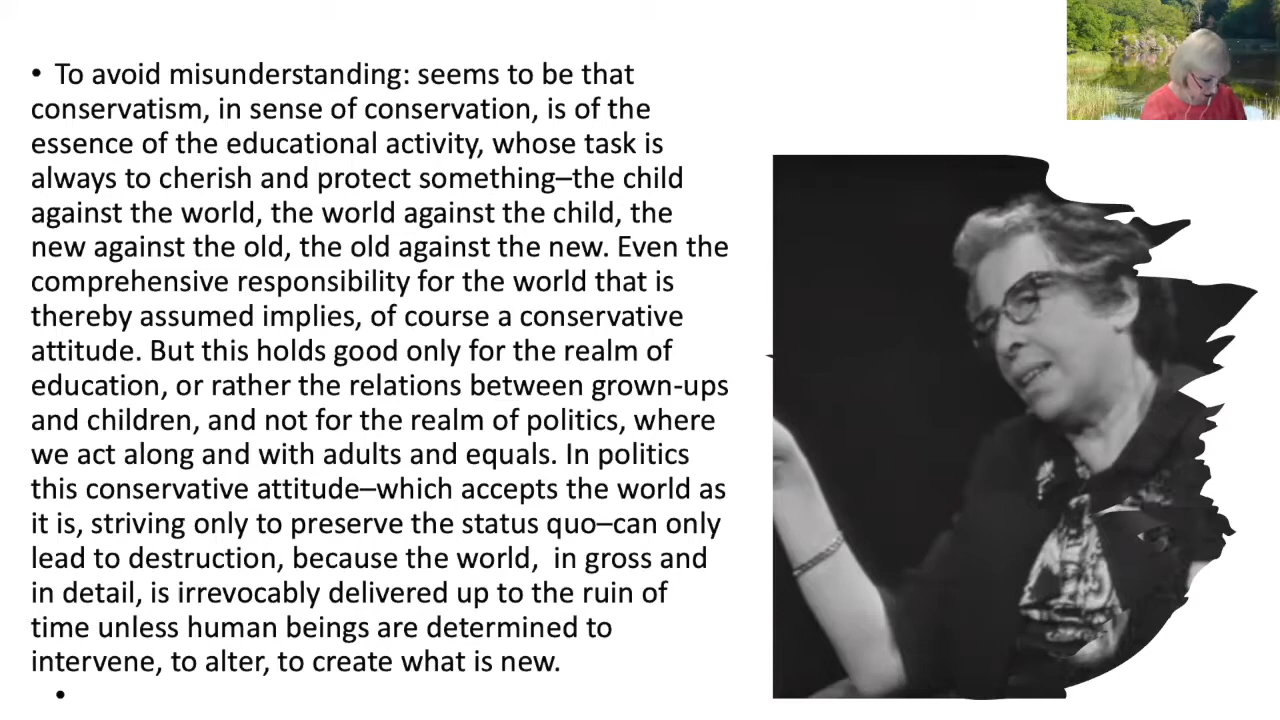 • To avoid misunderstanding: seems to be that
conservatism, in sense of conservation, is of the
essence of the educational activity, whose task is
always to cherish and protect something–the child
against the world, the world against the child, the
new against the old, the old against the new. Even the
comprehensive responsibility for the world that is
thereby assumed implies, of course a conservative
attitude. But this holds good only for the realm of
education, or rather the relations between grown-ups
and children, and not for the realm of politics, where
we act along and with adults and equals. In politics
this conservative attitude–which accepts the world as
it is, striving only to preserve the status quo–can only
lead to destruction, because the world,  in gross and
in detail, is irrevocably delivered up to the ruin of
time unless human beings are determined to
intervene, to alter, to create what is new.
•